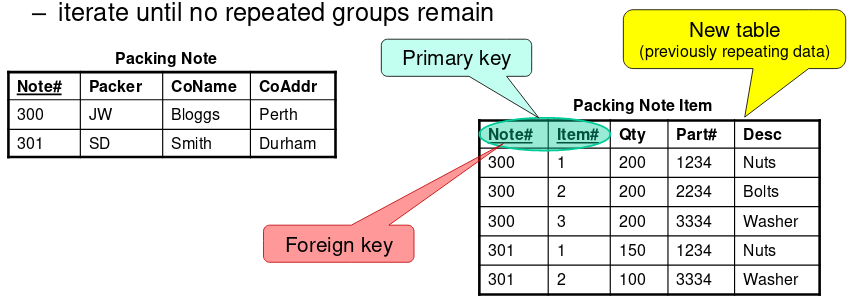 – iterate until no repeated groups remain
New table
(previously repeating data)
Primary key
Packing Note
Note# Packer CoName CoAddr
300 JW Bloggs Perth
301 SD Smith Durham
Packing Note Item
Note# Item# Qty Part# Desc
300 1 200 1234 Nuts
300 2 200 2234 Bolts
300 3 200 3334 Washer
301 1 150 1234 Nuts
301 2 100 3334 Washer
Foreign key